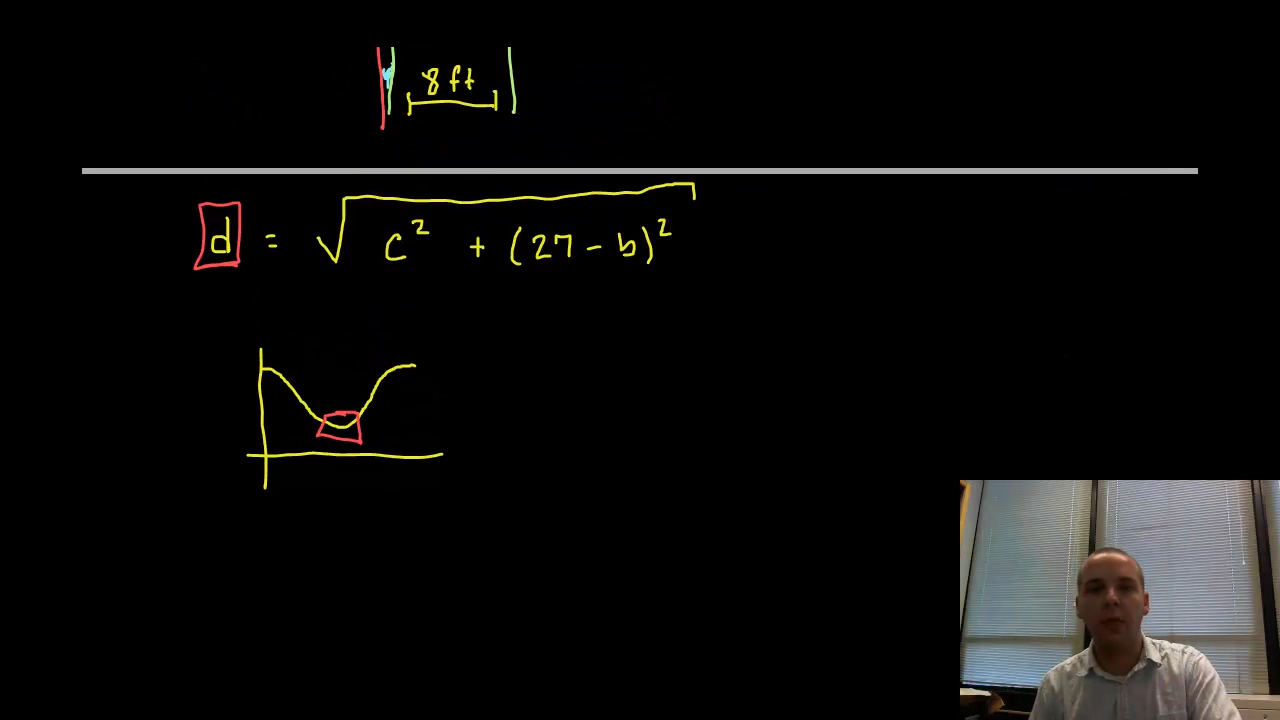 8 ft
d = √(c² + (27 - b)²)